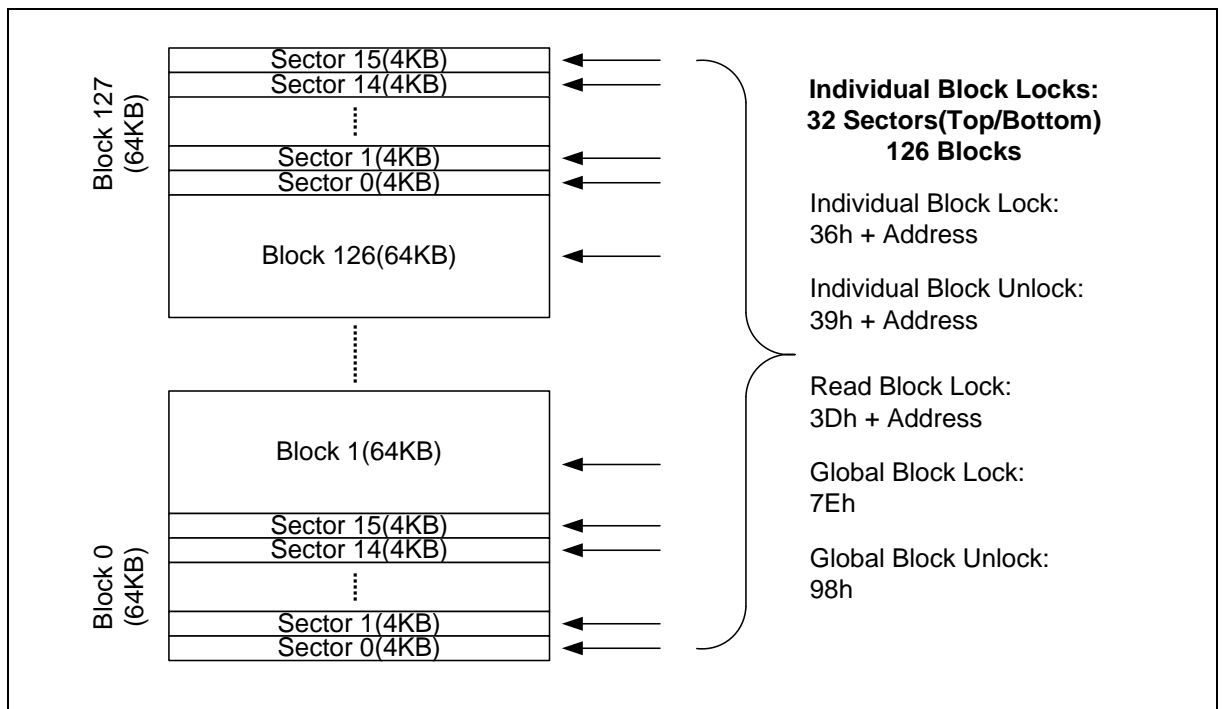 Block 127
(64KB)
Sector 15(4KB)
Sector 14(4KB)
Sector 1(4KB)
Sector 0(4KB)
Block 126(64KB)
Block 1(64KB)
Block 0
(64KB)
Sector 15(4KB)
Sector 14(4KB)
Sector 1(4KB)
Sector 0(4KB)
Individual Block Locks:
32 Sectors(Top/Bottom)
126 Blocks
Individual Block Lock:
36h + Address
Individual Block Unlock:
39h + Address
Read Block Lock:
3Dh + Address
Global Block Lock:
7Eh
Global Block Unlock:
98h